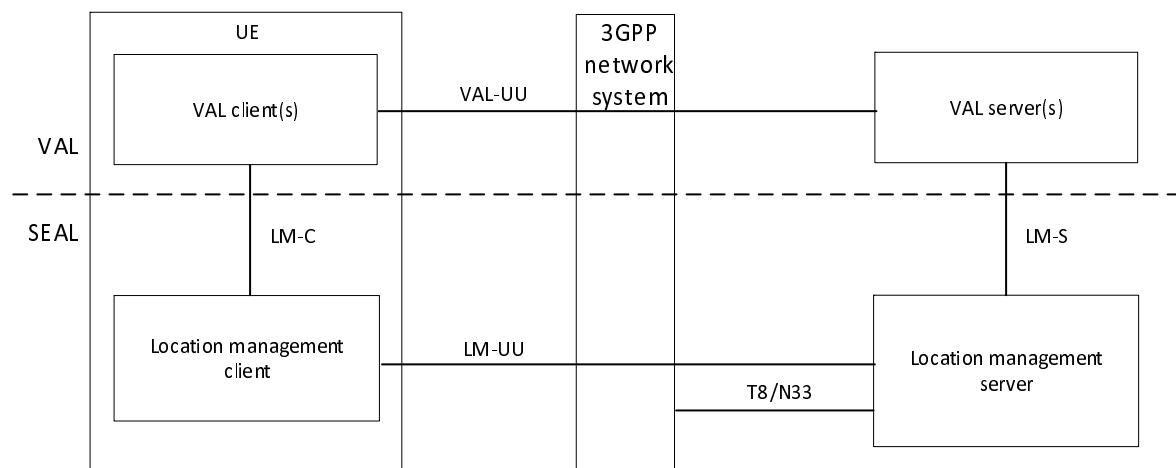 UE
3GPP
network
system
VAL client(s)
VAL-UU
VAL server(s)
VAL
SEAL
LM-C
LM-S
Location management
client
LM-UU
Location management
server
T8/N33